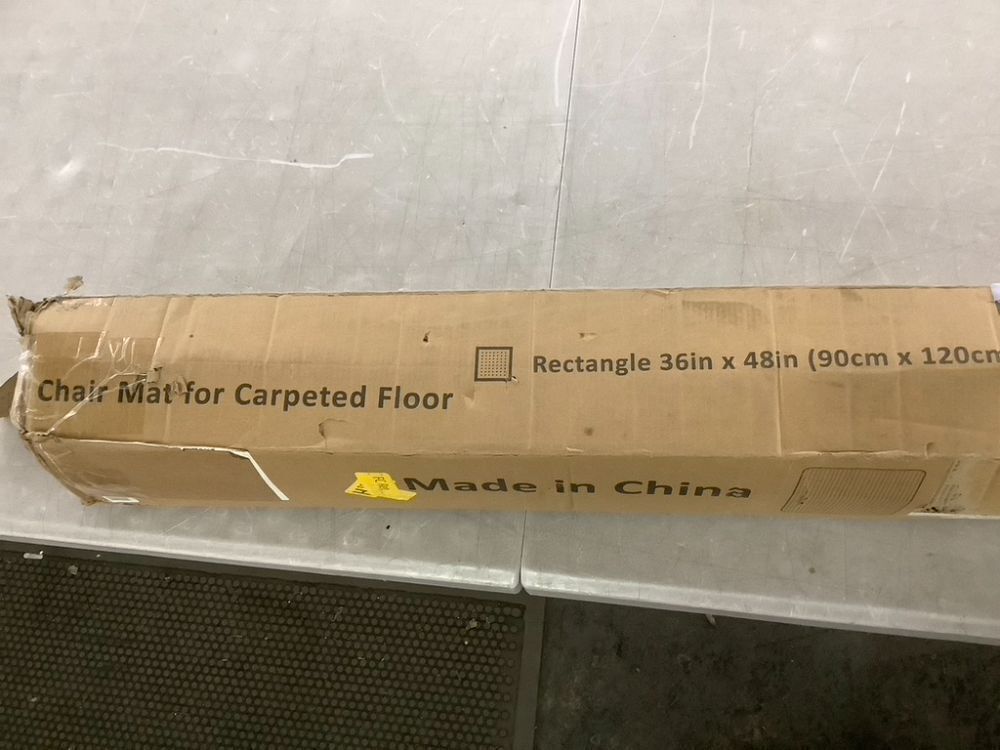 Rectangle 36in x 48in (90cm x 120cm
Chair Mat for Carpeted Floor
Made in China